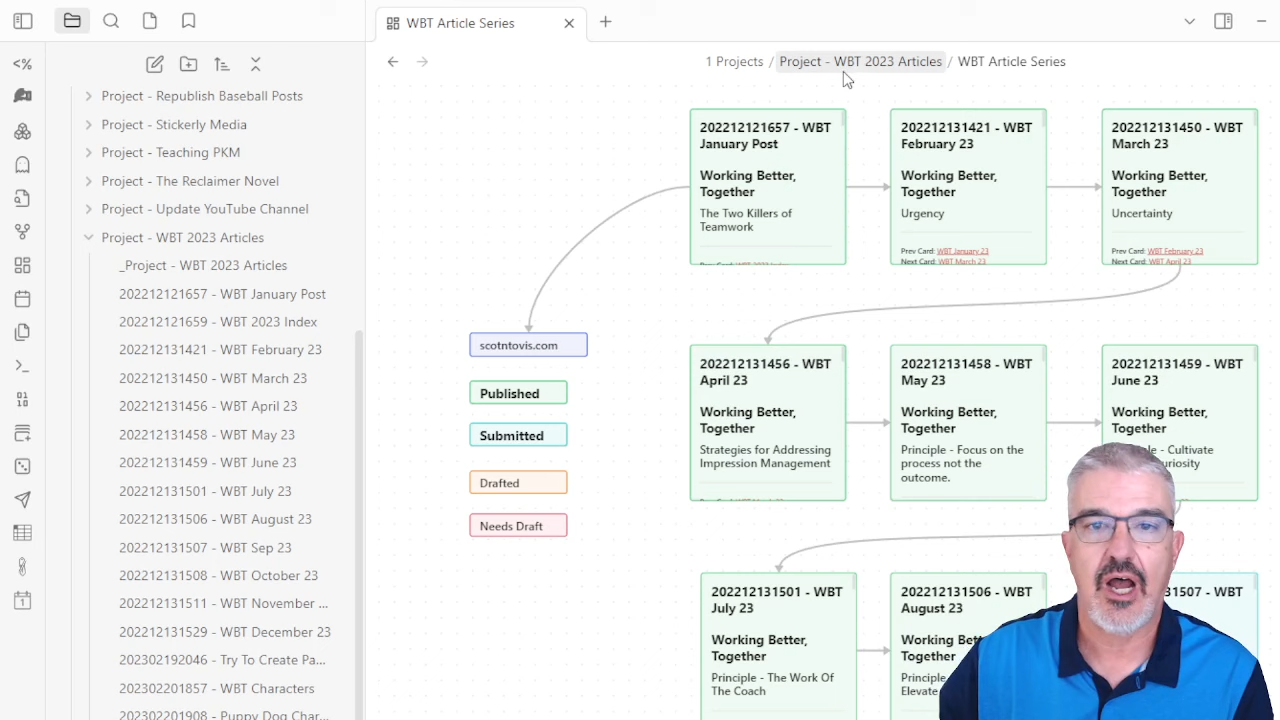 WBT Article Series
1 Projects / Project - WBT 2023 Articles / WBT Article Series
Project - Republish Baseball Posts
Project - Stickerly Media
Project - Teaching PKM
Project - The Reclaimer Novel
Project - Update YouTube Channel
Project - WBT 2023 Articles
_Project - WBT 2023 Articles
202212121657 - WBT January Post
202212121659 - WBT 2023 Index
202212131421 - WBT February 23
202212131450 - WBT March 23
202212131456 - WBT April 23
202212131458 - WBT May 23
202212131459 - WBT June 23
202212131501 - WBT July 23
202212131506 - WBT August 23
202212131507 - WBT Sep 23
202212131508 - WBT October 23
202212131511 - WBT November ...
202212131529 - WBT December 23
202302192046 - Try To Create Pa...
202302201857 - WBT Characters
202302201908 - Puppy Dog Char...
202212121657 - WBT
January Post
Working Better,
Together
The Two Killers of
Teamwork
202212131421 - WBT
February 23
Working Better,
Together
Urgency
Prev Card: WBT January 23
Next Card: WBT March 23
202212131450 - WBT
March 23
Working Better,
Together
Uncertainty
Prev Card: WBT February 23
Next Card: WBT April 23
scotntovis.com
Published
Submitted
Drafted
Needs Draft
202212131456 - WBT
April 23
Working Better,
Together
Strategies for Addressing
Impression Management
202212131458 - WBT
May 23
Working Better,
Together
Principle - Focus on the
process not the
outcome.
202212131459 - WBT
June 23
Working Better,
Together
- Cultivate
202212131501 - WBT
July 23
Working Better,
Together
Principle - The Work Of
The Coach
202212131506 - WBT
August 23
Working
Together
Principle
Elevate
31507 - WBT